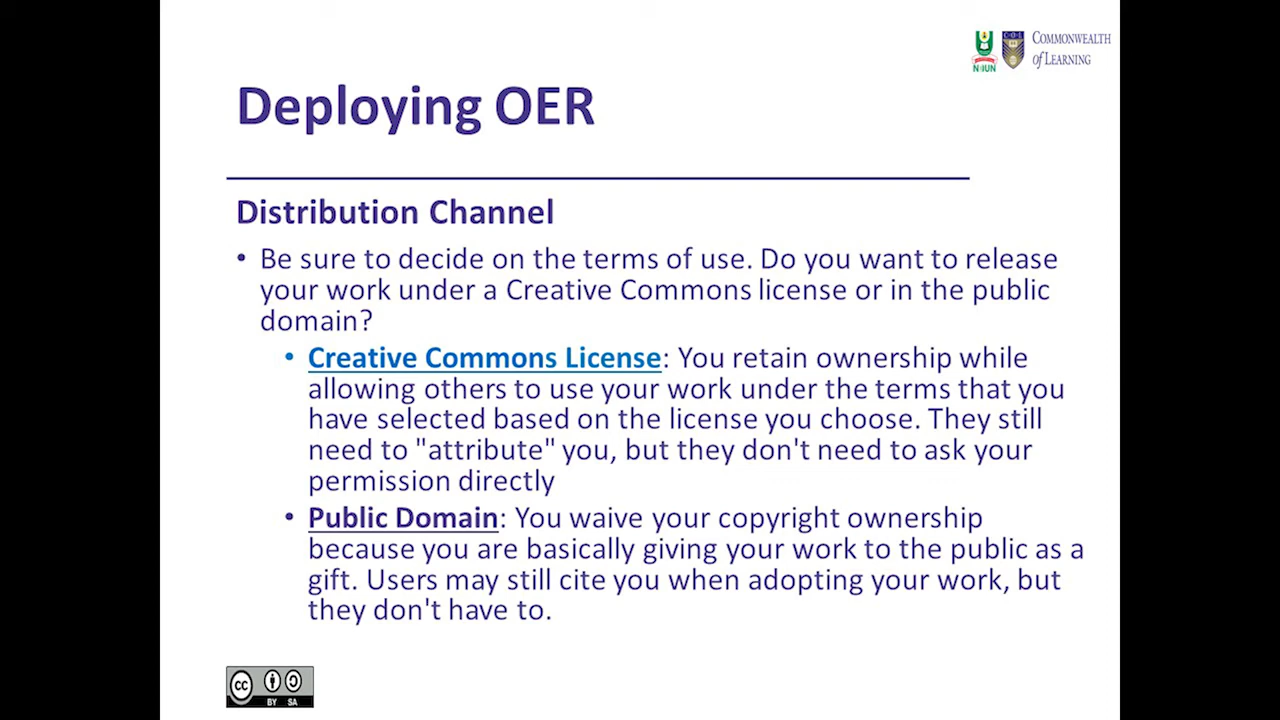 COMMONWEALTH
of LEARNING
NOUN
COL
Deploying OER
Distribution Channel
• Be sure to decide on the terms of use. Do you want to release
your work under a Creative Commons license or in the public
domain?
• Creative Commons License: You retain ownership while
allowing others to use your work under the terms that you
have selected based on the license you choose. They still
need to "attribute" you, but they don't need to ask your
permission directly
• Public Domain: You waive your copyright ownership
because you are basically giving your work to the public as a
gift. Users may still cite you when adopting your work, but
they don't have to.
cc
BY SA